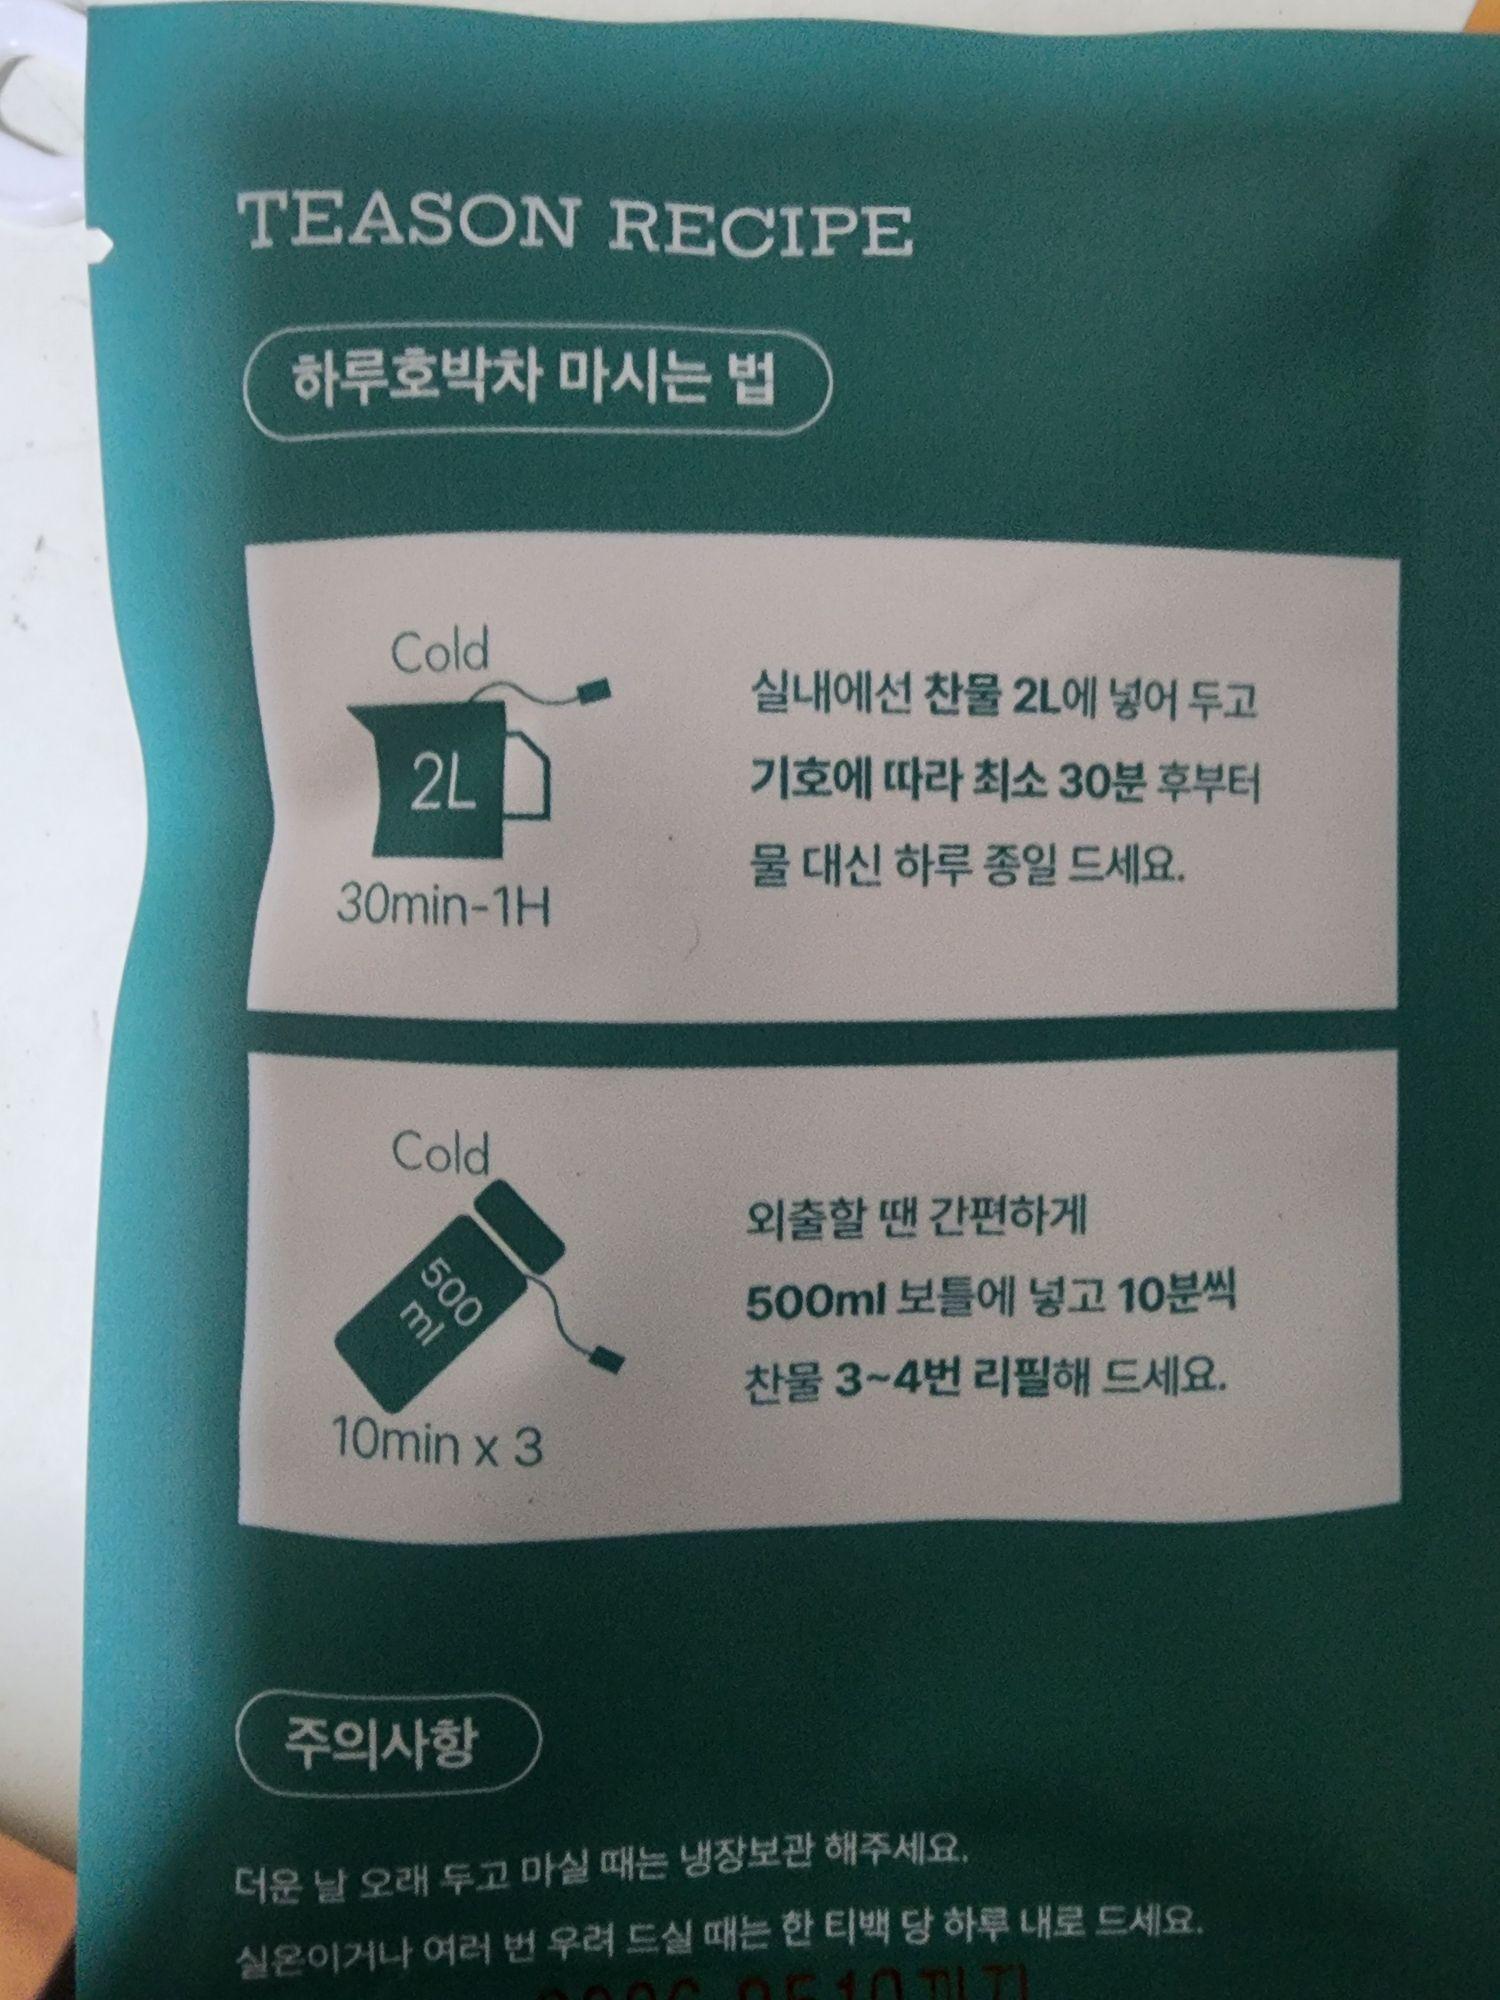 TEASON RECIPE
하루호박차 마시는 법
Cold
2L
30min-1H
실내에선 찬물 2L에 넣어 두고
기호에 따라 최소 30분 후부터
물 대신 하루 종일 드세요.
Cold
500
ml
10min x 3
외출할 땐 간편하게
500ml 보틀에 넣고 10분씩
찬물 3~4번 리필해 드세요.
주의사항
더운 날 오래 두고 마실 때는 냉장보관 해주세요.
실온이거나 여러 번 우려 드실 때는 한 티백 당 하루 내로 드세요.